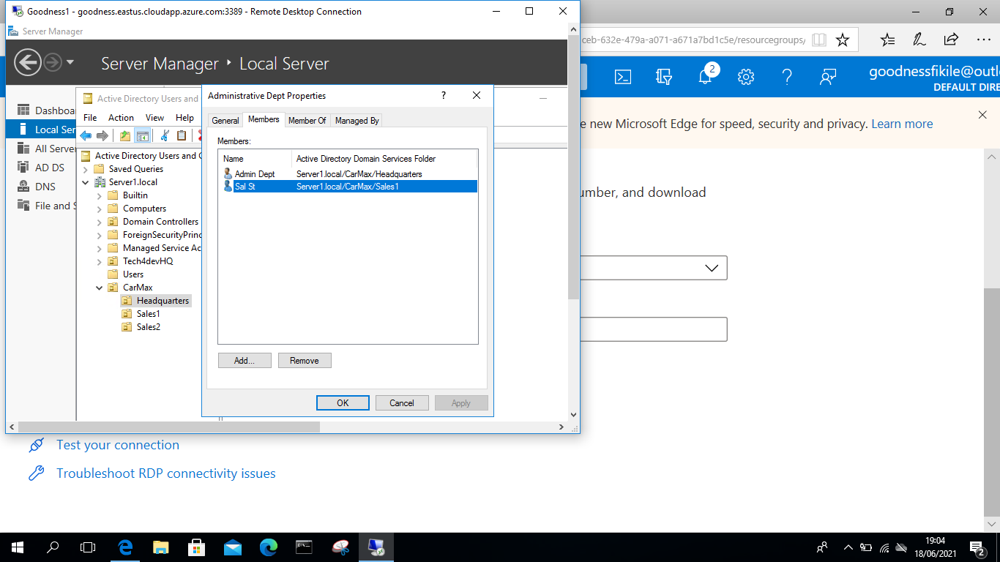 Goodness1 - goodness.eastus.cloudapp.azure.com:3389 - Remote Desktop Connection
Server Manager
Server Manager Local Server
Dashboa
Local Ser
All Server
AD DS
DNS
File and S
Active Directory Users and
File Action View Help
Active Directory Users and C
Saved Queries
Server1.local
Builtin
Computers
Domain Controllers
ForeignSecurityPrinc
Managed Service Ac
Tech4devHQ
Users
CarMax
Headquarters
Sales1
Sales2
Administrative Dept Properties
?
General Members Member Of Managed By
Members:
Name Active Directory Domain Services Folder
Admin Dept Server1.local/CarMax/Headquarters
Sal St Server1.local/CarMax/Sales1
Add... Remove
OK Cancel Apply
ceb-632e-479a-a071-a671a7bd1c5e/resourcegroups/
2
goodnessfikile@outlo
DEFAULT DIRE
e new Microsoft Edge for speed, security and privacy. Learn more
umber, and download
Test your connection
Troubleshoot RDP connectivity issues
19:04
18/06/2021
2